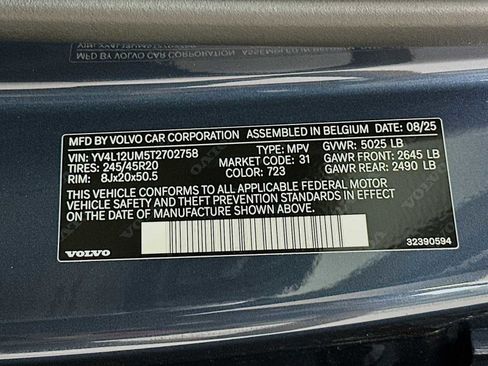 MFD BY VOLVO CAR CORPORATION ASSEMBLED IN BELGIUM DATE: 08/25
VIN: YV4L12UM5T2702758 TYPE: MPV GVWR: 5025 LB
TIRES: 245/45R20 MARKET CODE: 31 GAWR FRONT: 2645 LB
RIM: 8Jx20x50.5 COLOR: 723 GAWR REAR: 2490 LB
THIS VEHICLE CONFORMS TO ALL APPLICABLE FEDERAL MOTOR
VEHICLE SAFETY AND THEFT PREVENTION STANDARDS IN EFFECT
ON THE DATE OF MANUFACTURE SHOWN ABOVE.
VOLVO
32390594